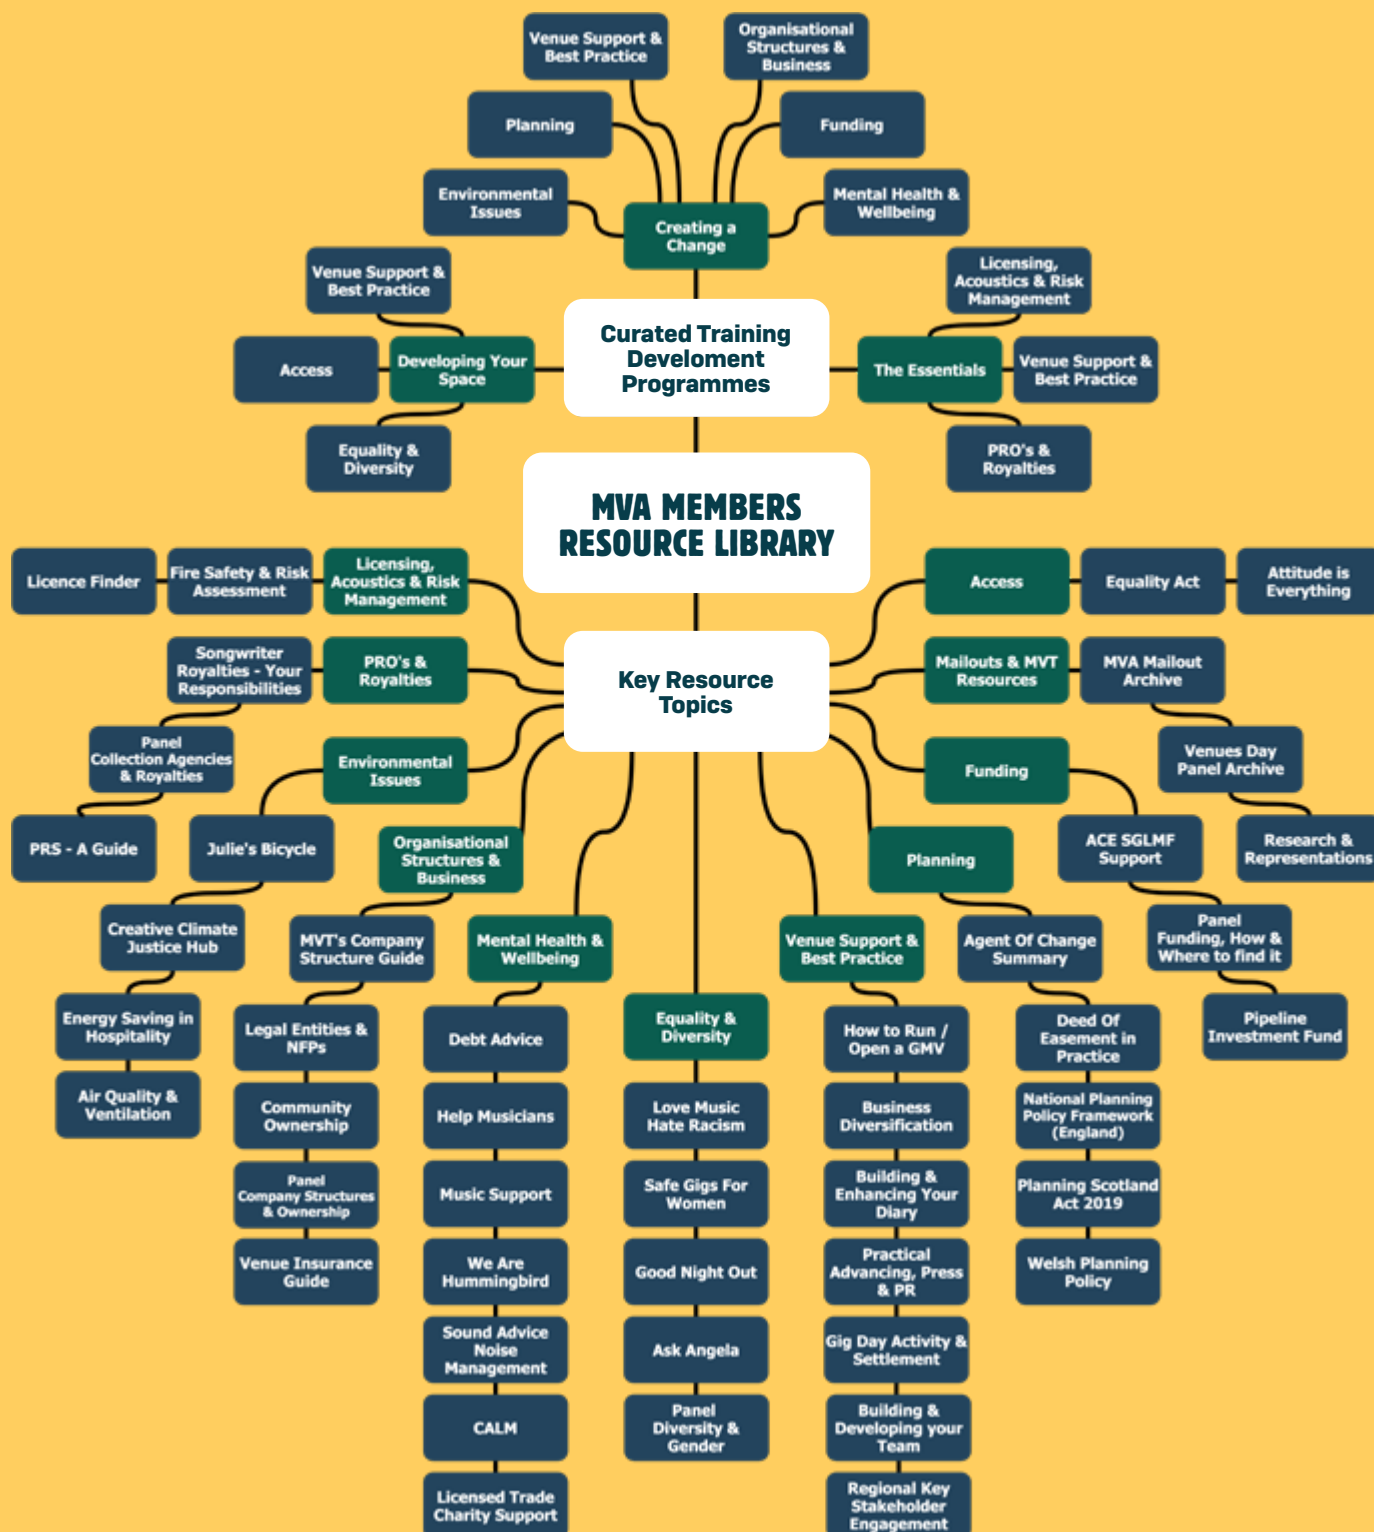 Venue Support &
Best Practice
Organisational
Structures &
Business
Planning
Funding
Environmental
Issues
Mental Health &
Wellbeing
Creating a
Change
Venue Support &
Best Practice
Licensing,
Acoustics & Risk
Management
Curated Training
Develoment
Programmes
Access
Developing Your
Space
The Essentials
Venue Support &
Best Practice
Equality &
Diversity
PRO's &
Royalties
MVA MEMBERS
RESOURCE LIBRARY
Licence Finder
Fire Safety & Risk
Assessment
Licensing,
Acoustics & Risk
Management
Access
Equality Act
Attitude is
Everything
Songwriter
Royalties - Your
Responsibilities
PRO's &
Royalties
Key Resource
Topics
Mailouts & MVT
Resources
MVA Mailout
Archive
Panel
Collection Agencies
& Royalties
Environmental
Issues
Funding
Venues Day
Panel Archive
PRS - A Guide
Julie's Bicycle
Organisational
Structures &
Business
Planning
ACE SGLMF
Support
Research &
Representations
Creative Climate
Justice Hub
MVT's Company
Structure Guide
Mental Health &
Wellbeing
Venue Support &
Best Practice
Agent Of Change
Summary
Panel
Funding, How &
Where to find it
Energy Saving in
Hospitality
Legal Entities &
NFPs
Debt Advice
Equality &
Diversity
How to Run /
Open a GMV
Deed Of
Easement in
Practice
Pipeline
Investment Fund
Air Quality &
Ventilation
Community
Ownership
Help Musicians
Love Music
Hate Racism
Business
Diversification
National Planning
Policy Framework
(England)
Panel
Company Structures
& Ownership
Music Support
Safe Gigs For
Women
Building &
Enhancing Your
Diary
Planning Scotland
Act 2019
Venue Insurance
Guide
We Are
Hummingbird
Good Night Out
Practical
Advancing, Press
& PR
Welsh Planning
Policy
Sound Advice
Noise
Management
Ask Angela
Gig Day Activity &
Settlement
CALM
Panel
Diversity &
Gender
Building &
Developing your
Team
Licensed Trade
Charity Support
Regional Key
Stakeholder
Engagement